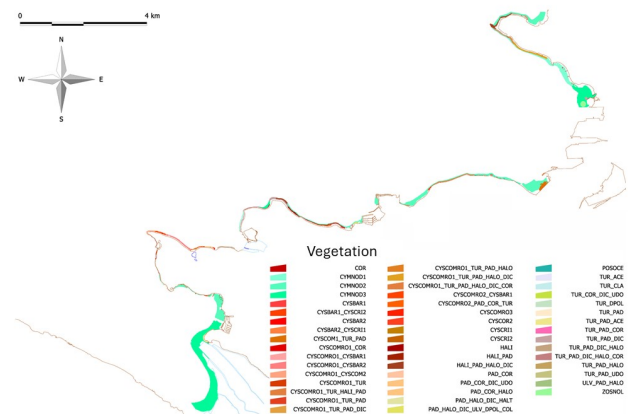 0 4 km
N
W E
S
Vegetation
COR
CYMNOD1
CYMNOD2
CYMNOD3
CYSBAR1
CYSBAR1_CYSCRI2
CYSBAR2
CYSBAR2_CYSCRI1
CYSCOM1_TUR_PAD
CYSCOMRO1_COR
CYSCOMRO1_CYSBAR1
CYSCOMRO1_CYSBAR2
CYSCOMRO1_CYSCOM2
CYSCOMRO1_TUR
CYSCOMRO1_TUR_HALI_PAD
CYSCOMRO1_TUR_PAD
CYSCOMRO1_TUR_PAD_DIC
CYSCOMRO1_TUR_PAD_HALO
CYSCOMRO1_TUR_PAD_HALO_DIC
CYSCOMRO1_TUR_PAD_HALO_DIC_COR
CYSCOMRO2_CYSBAR1
CYSCOMRO2_PAD_COR_TUR
CYSCOMRO3
CYSCOR2
CYSCRI1
CYSCRI2
HALI
HALI_PAD
HALI_PAD_HALO_DIC
PAD_COR
PAD_COR_DIC_UDO
PAD_COR_HALO
PAD_HALO_DIC_HALT
PAD_HALO_DIC_ULV_DPOL_COL
POSOCE
TUR_ACE
TUR_CLA
TUR_COR_DIC_UDO
TUR_DPOL
TUR_PAD
TUR_PAD_ACE
TUR_PAD_COR
TUR_PAD_DIC
TUR_PAD_DIC_HALO
TUR_PAD_DIC_HALO_COR
TUR_PAD_HALO
TUR_PAD_UDO
ULV_PAD_HALO
ZOSNOL